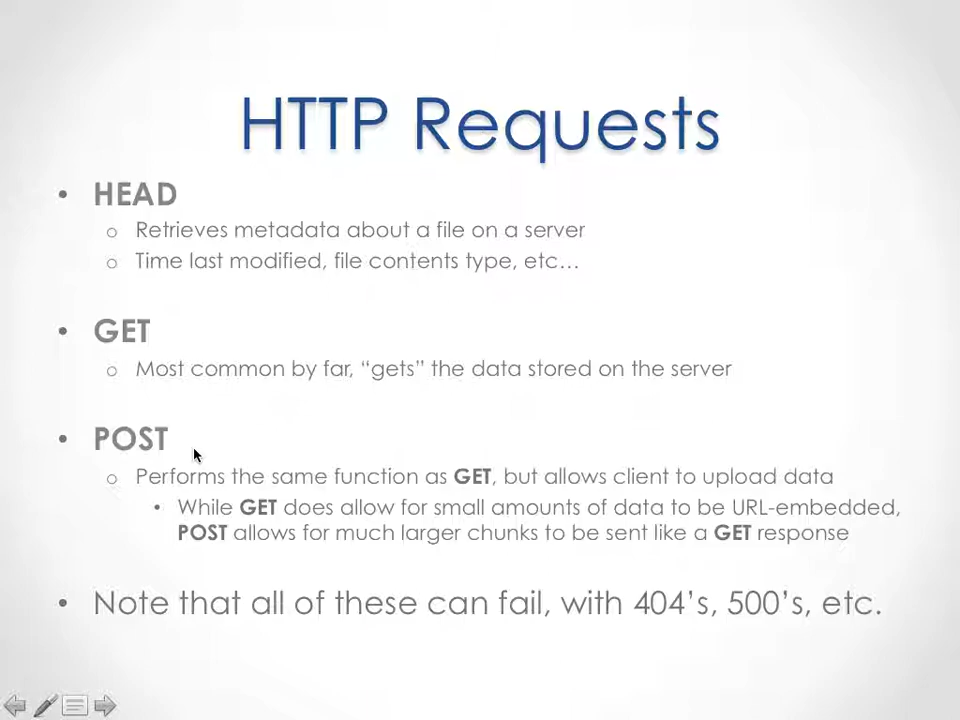 HTTP Requests
• HEAD
o Retrieves metadata about a file on a server
o Time last modified, file contents type, etc…
• GET
o Most common by far, “gets” the data stored on the server
• POST
o Performs the same function as GET, but allows client to upload data
• While GET does allow for small amounts of data to be URL-embedded,
POST allows for much larger chunks to be sent like a GET response
• Note that all of these can fail, with 404’s, 500’s, etc.